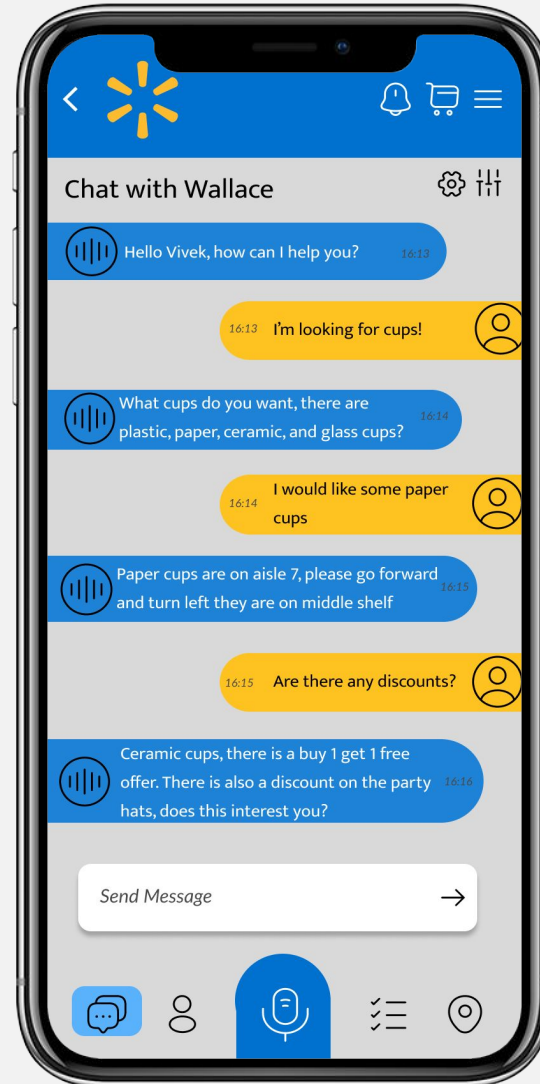 Chat with Wallace
Hello Vivek, how can I help you? 16:13
16:13 I'm looking for cups!
What cups do you want, there are
16:14
plastic, paper, ceramic, and glass cups?
I would like some paper
16:14
cups
Paper cups are on aisle 7, please go forward
16:15
and turn left they are on middle shelf
16:15 Are there any discounts?
Ceramic cups, there is a buy 1 get 1 free
offer. There is also a discount on the party 16:16
hats, does this interest you?
Send Message